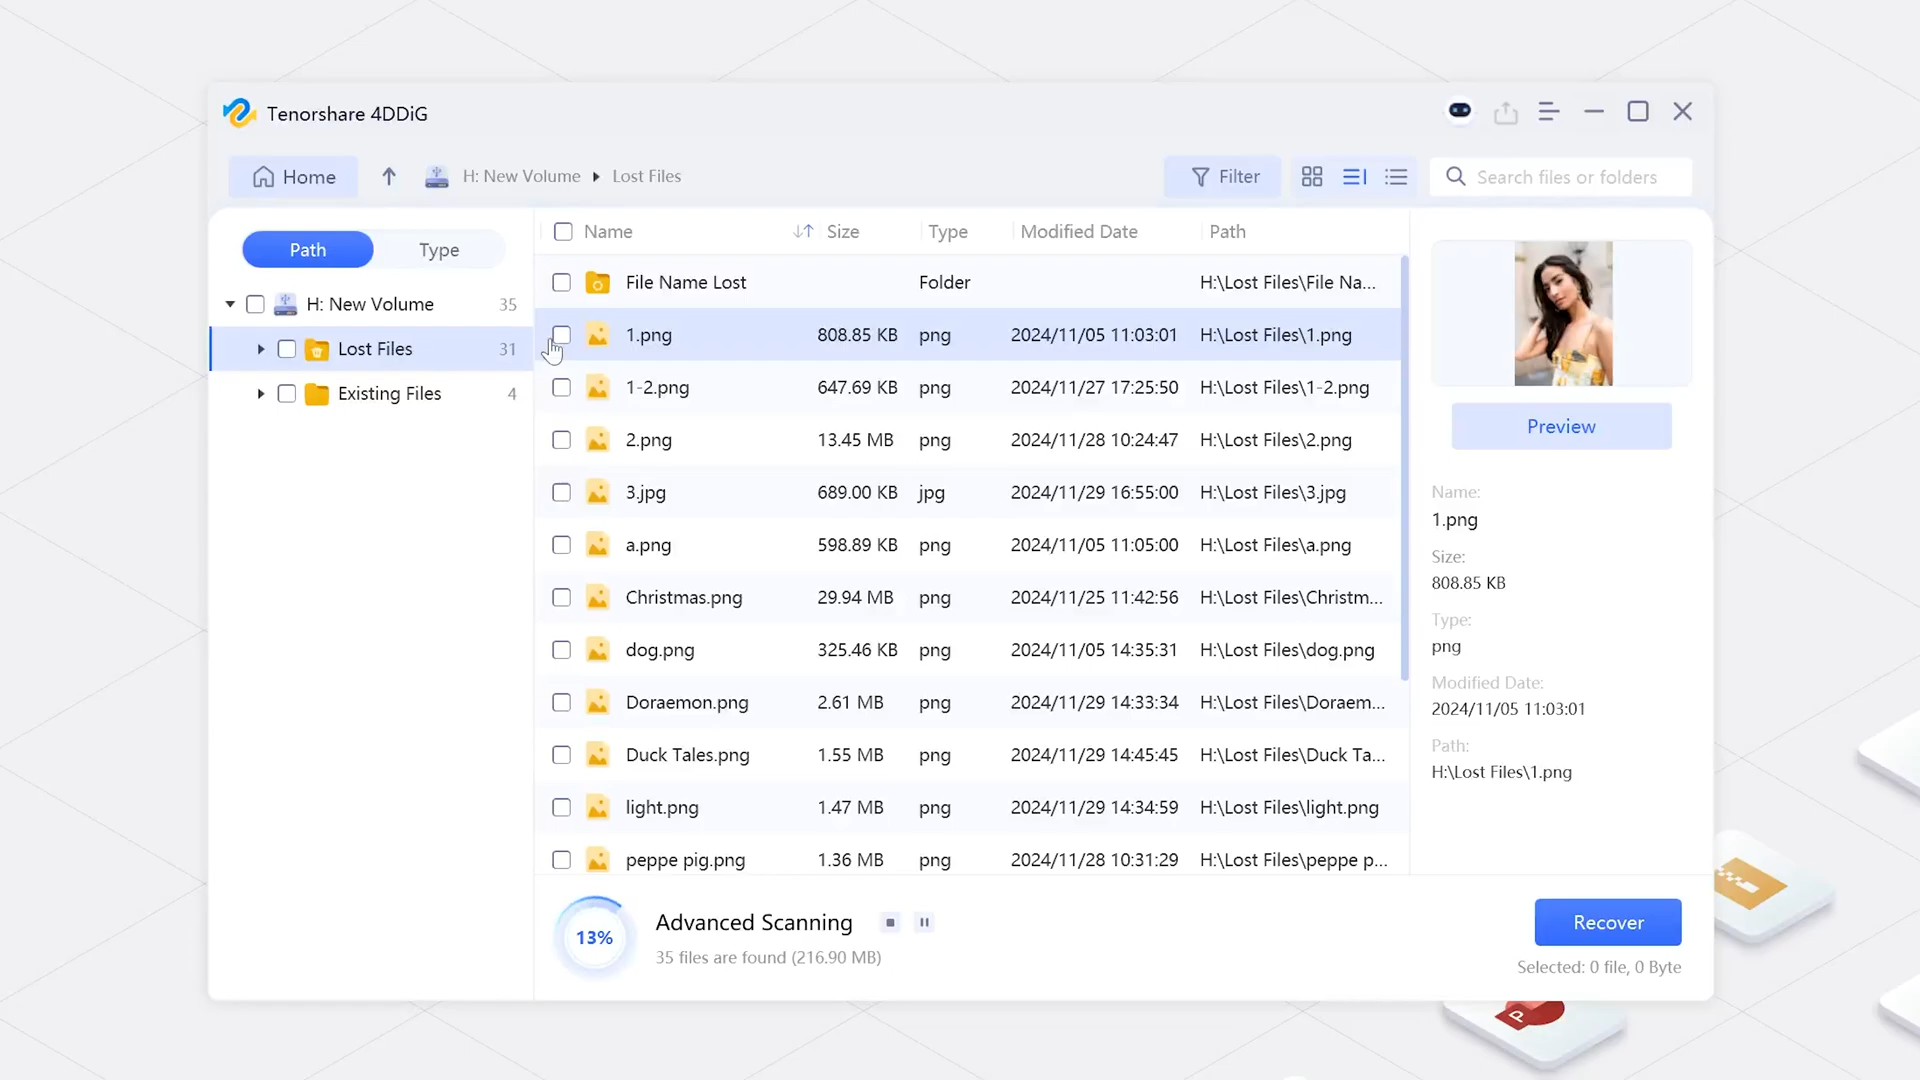 Tenorshare 4DDiG
Home
H: New Volume
Lost Files
Filter
Search files or folders
Path
Type
H: New Volume 35
Lost Files 31
Existing Files 4
Name Size Type Modified Date Path
File Name Lost Folder H:\Lost Files\File Na...
1.png 808.85 KB png 2024/11/05 11:03:01 H:\Lost Files\1.png
1-2.png 647.69 KB png 2024/11/27 17:25:50 H:\Lost Files\1-2.png
2.png 13.45 MB png 2024/11/28 10:24:47 H:\Lost Files\2.png
3.jpg 689.00 KB jpg 2024/11/29 16:55:00 H:\Lost Files\3.jpg
a.png 598.89 KB png 2024/11/05 11:05:00 H:\Lost Files\a.png
Christmas.png 29.94 MB png 2024/11/25 11:42:56 H:\Lost Files\Christm...
dog.png 325.46 KB png 2024/11/05 14:35:31 H:\Lost Files\dog.png
Doraemon.png 2.61 MB png 2024/11/29 14:33:34 H:\Lost Files\Doraem...
Duck Tales.png 1.55 MB png 2024/11/29 14:45:45 H:\Lost Files\Duck Ta...
light.png 1.47 MB png 2024/11/29 14:34:59 H:\Lost Files\light.png
peppe pig.png 1.36 MB png 2024/11/28 10:31:29 H:\Lost Files\peppe p...
Preview
Name:
1.png
Size:
808.85 KB
Type:
png
Modified Date:
2024/11/05 11:03:01
Path:
H:\Lost Files\1.png
13%
Advanced Scanning
35 files are found (216.90 MB)
Recover
Selected: 0 file, 0 Byte
P